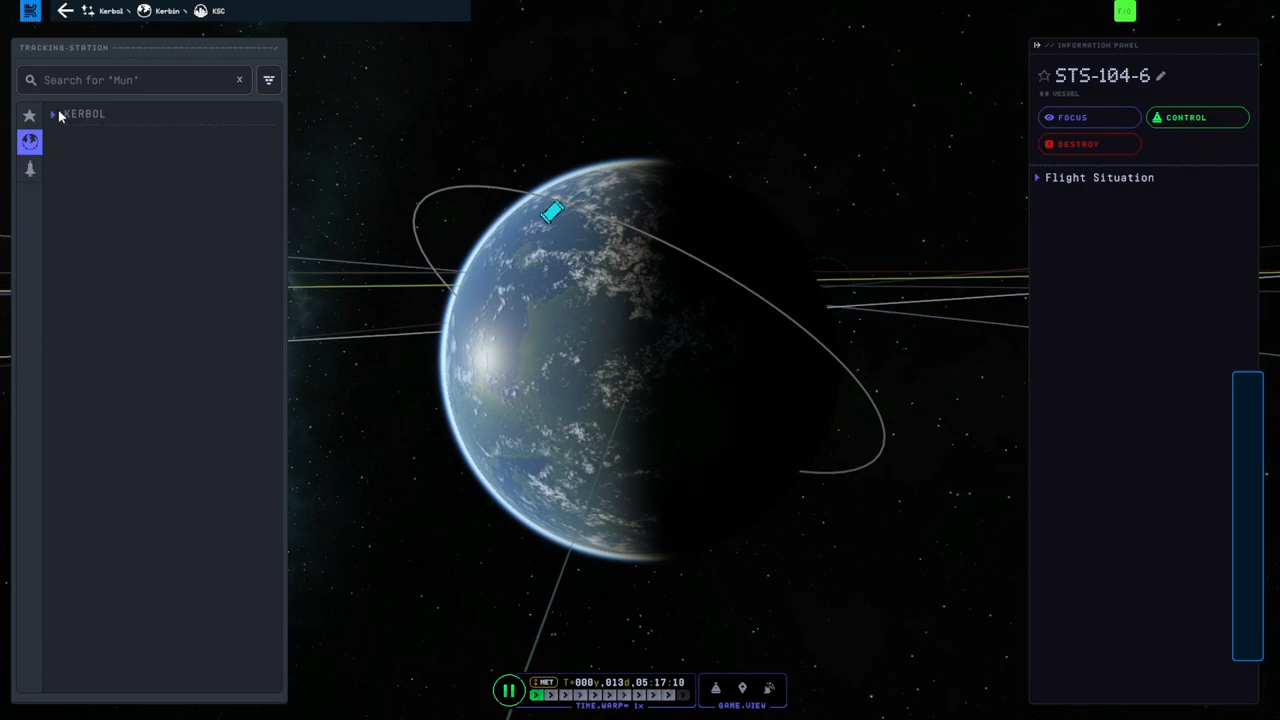 Kerbol
Kerbin
KSC
F/O
TRACKING-STATION
Search for "Mun"
x
KERBOL
// INFORMATION PANEL
STS-104-6
VESSEL
FOCUS
CONTROL
DESTROY
Flight Situation
MET T+000y,013d,05:17:10
TIME.WARP= 1x
GAME.VIEW